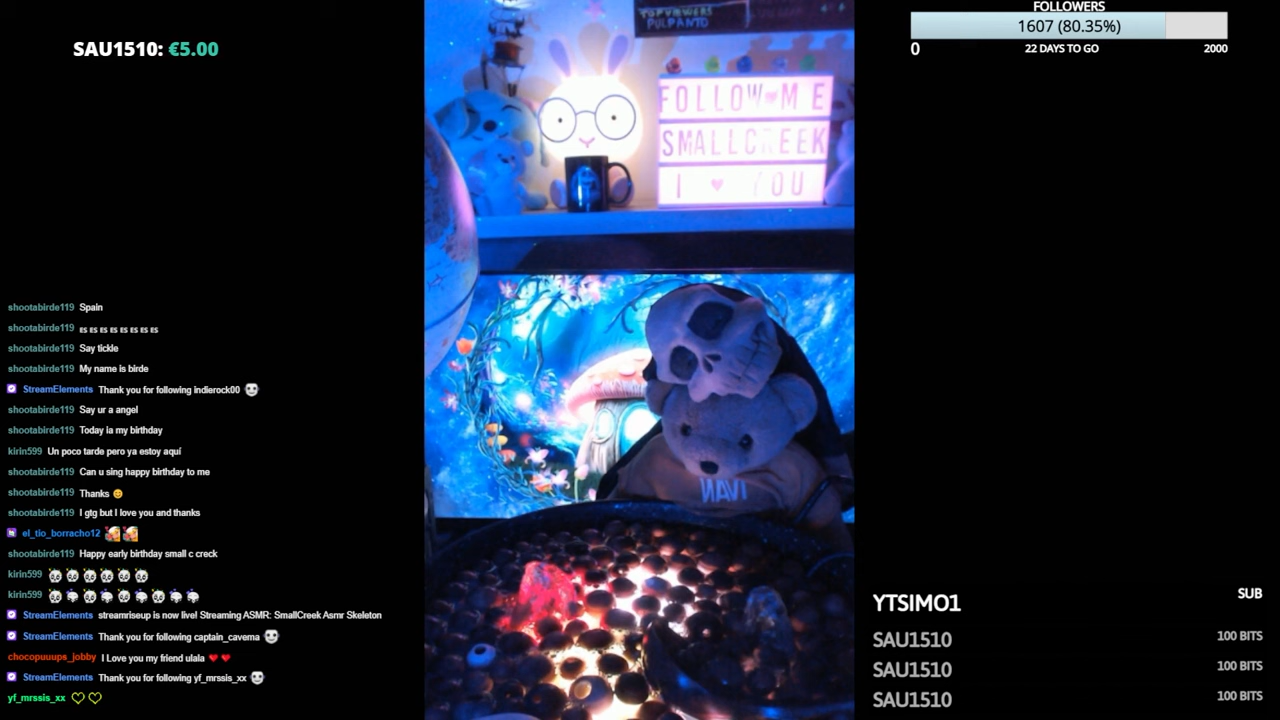 SAU1510: €5.00
TOPVIEWERS
PULPANTO
FOLLOWERS
1607 (80.35%)
0 22 DAYS TO GO 2000
FOLLOW ME
SMALLCREEK
I ♥ YOU
NAVI
shootabirde119 Spain
shootabirde119 ES ES ES ES ES ES ES ES
shootabirde119 Say tickle
shootabirde119 My name is birde
StreamElements Thank you for following indierock00
shootabirde119 Say ur a angel
shootabirde119 Today ia my birthday
kirin599 Un poco tarde pero ya estoy aquí
shootabirde119 Can u sing happy birthday to me
shootabirde119 Thanks 😊
shootabirde119 I gtg but I love you and thanks
el_tio_borracho12
shootabirde119 Happy early birthday small c creck
kirin599
kirin599
StreamElements streamriseup is now live! Streaming ASMR: SmallCreek Asmr Skeleton
StreamElements Thank you for following captain_cavema
chocopuuups_jobby I Love you my friend ulala ♥ ♥
StreamElements Thank you for following yf_mrssis_xx
yf_mrssis_xx ♡ ♡
YTSIMO1 SUB
SAU1510 100 BITS
SAU1510 100 BITS
SAU1510 100 BITS